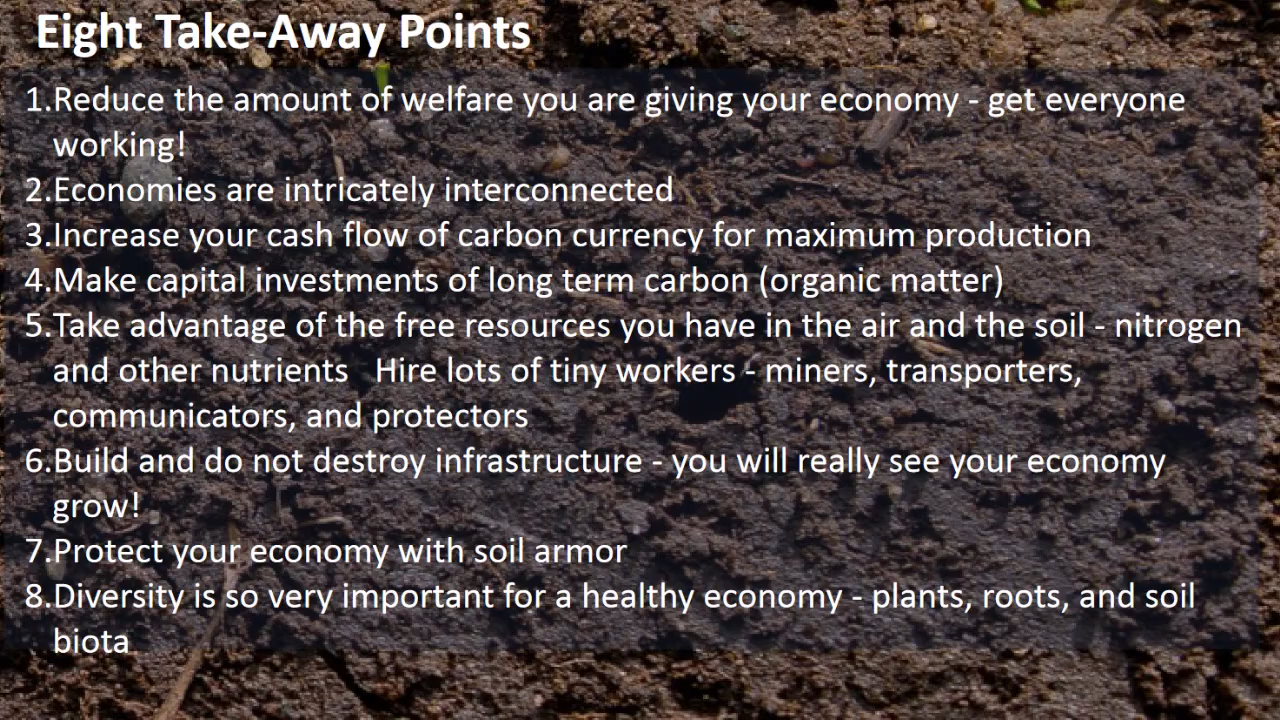 Eight Take-Away Points
1.Reduce the amount of welfare you are giving your economy - get everyone
working!
2.Economies are intricately interconnected
3.Increase your cash flow of carbon currency for maximum production
4.Make capital investments of long term carbon (organic matter)
5.Take advantage of the free resources you have in the air and the soil - nitrogen
and other nutrients   Hire lots of tiny workers - miners, transporters,
communicators, and protectors
6.Build and do not destroy infrastructure - you will really see your economy
grow!
7.Protect your economy with soil armor
8.Diversity is so very important for a healthy economy - plants, roots, and soil
biota